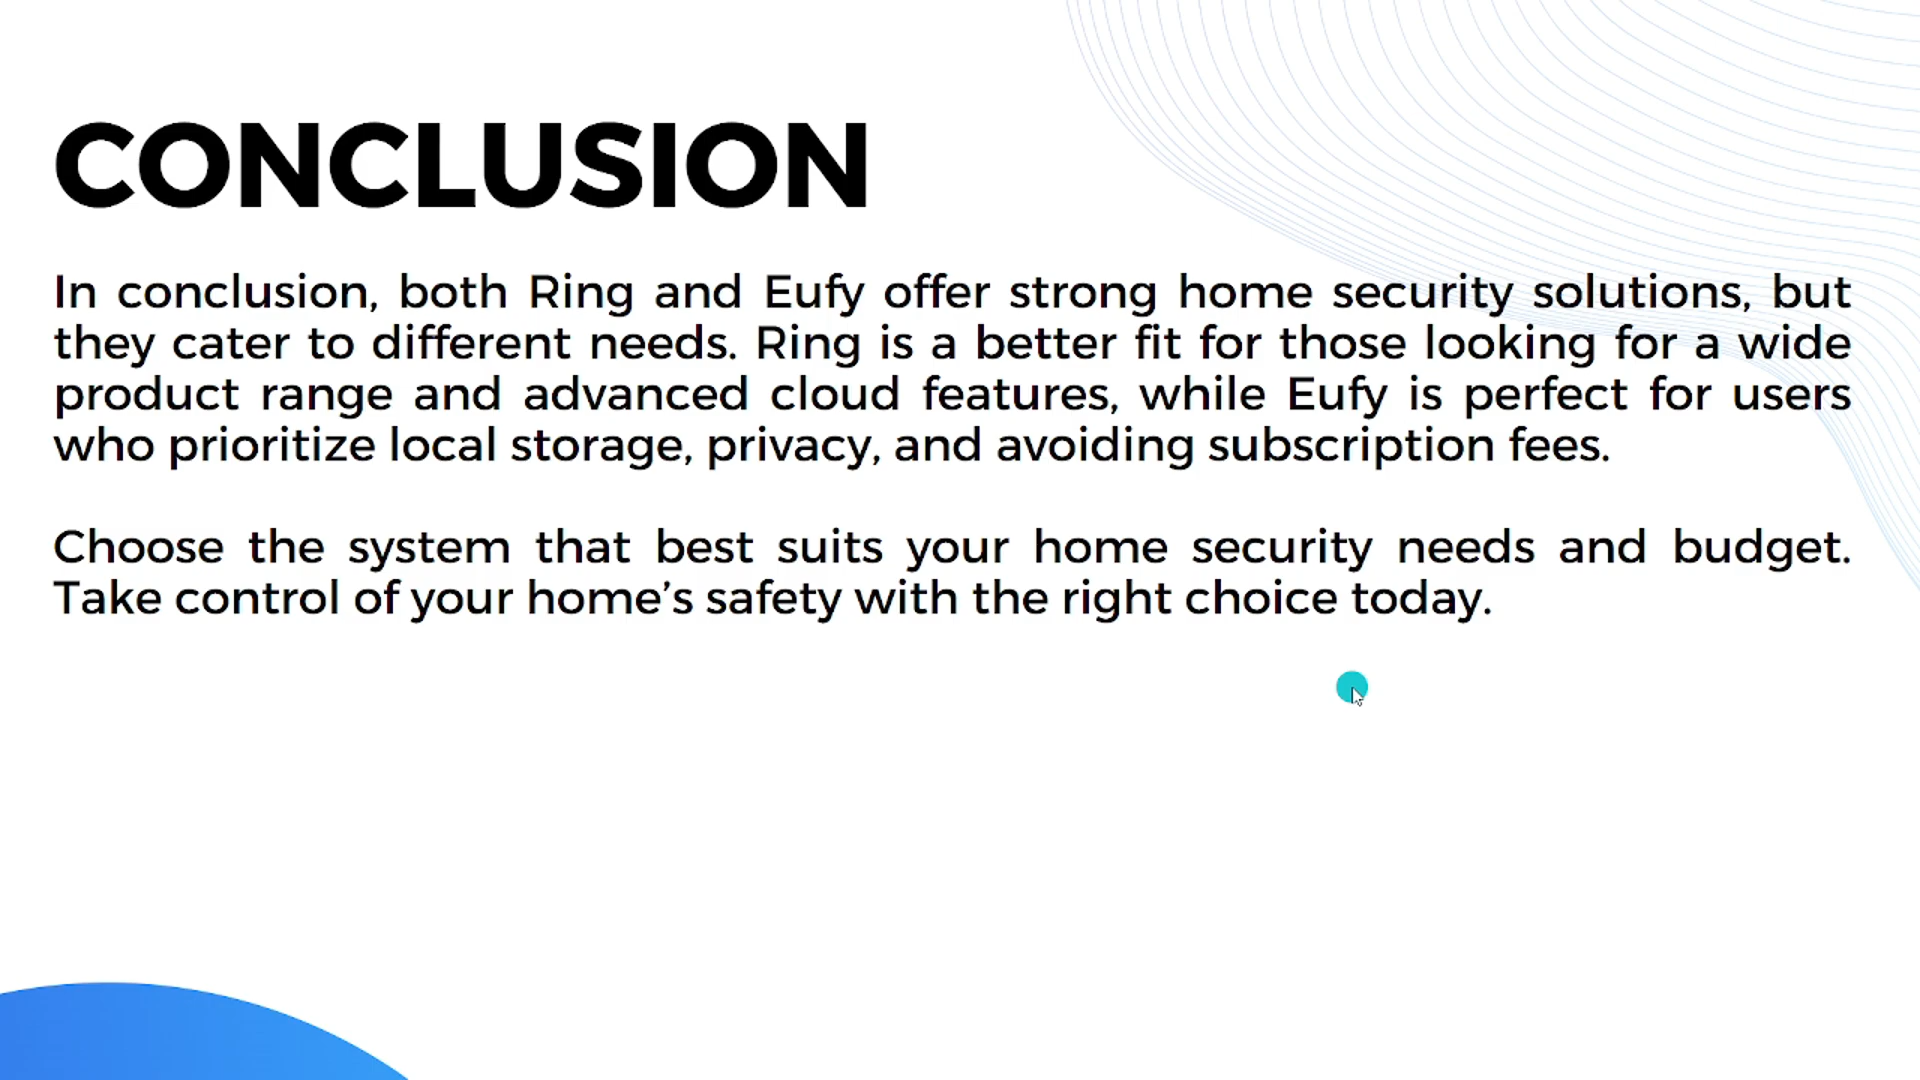 CONCLUSION
In conclusion, both Ring and Eufy offer strong home security solutions, but
they cater to different needs. Ring is a better fit for those looking for a wide
product range and advanced cloud features, while Eufy is perfect for users
who prioritize local storage, privacy, and avoiding subscription fees.
Choose the system that best suits your home security needs and budget.
Take control of your home’s safety with the right choice today.